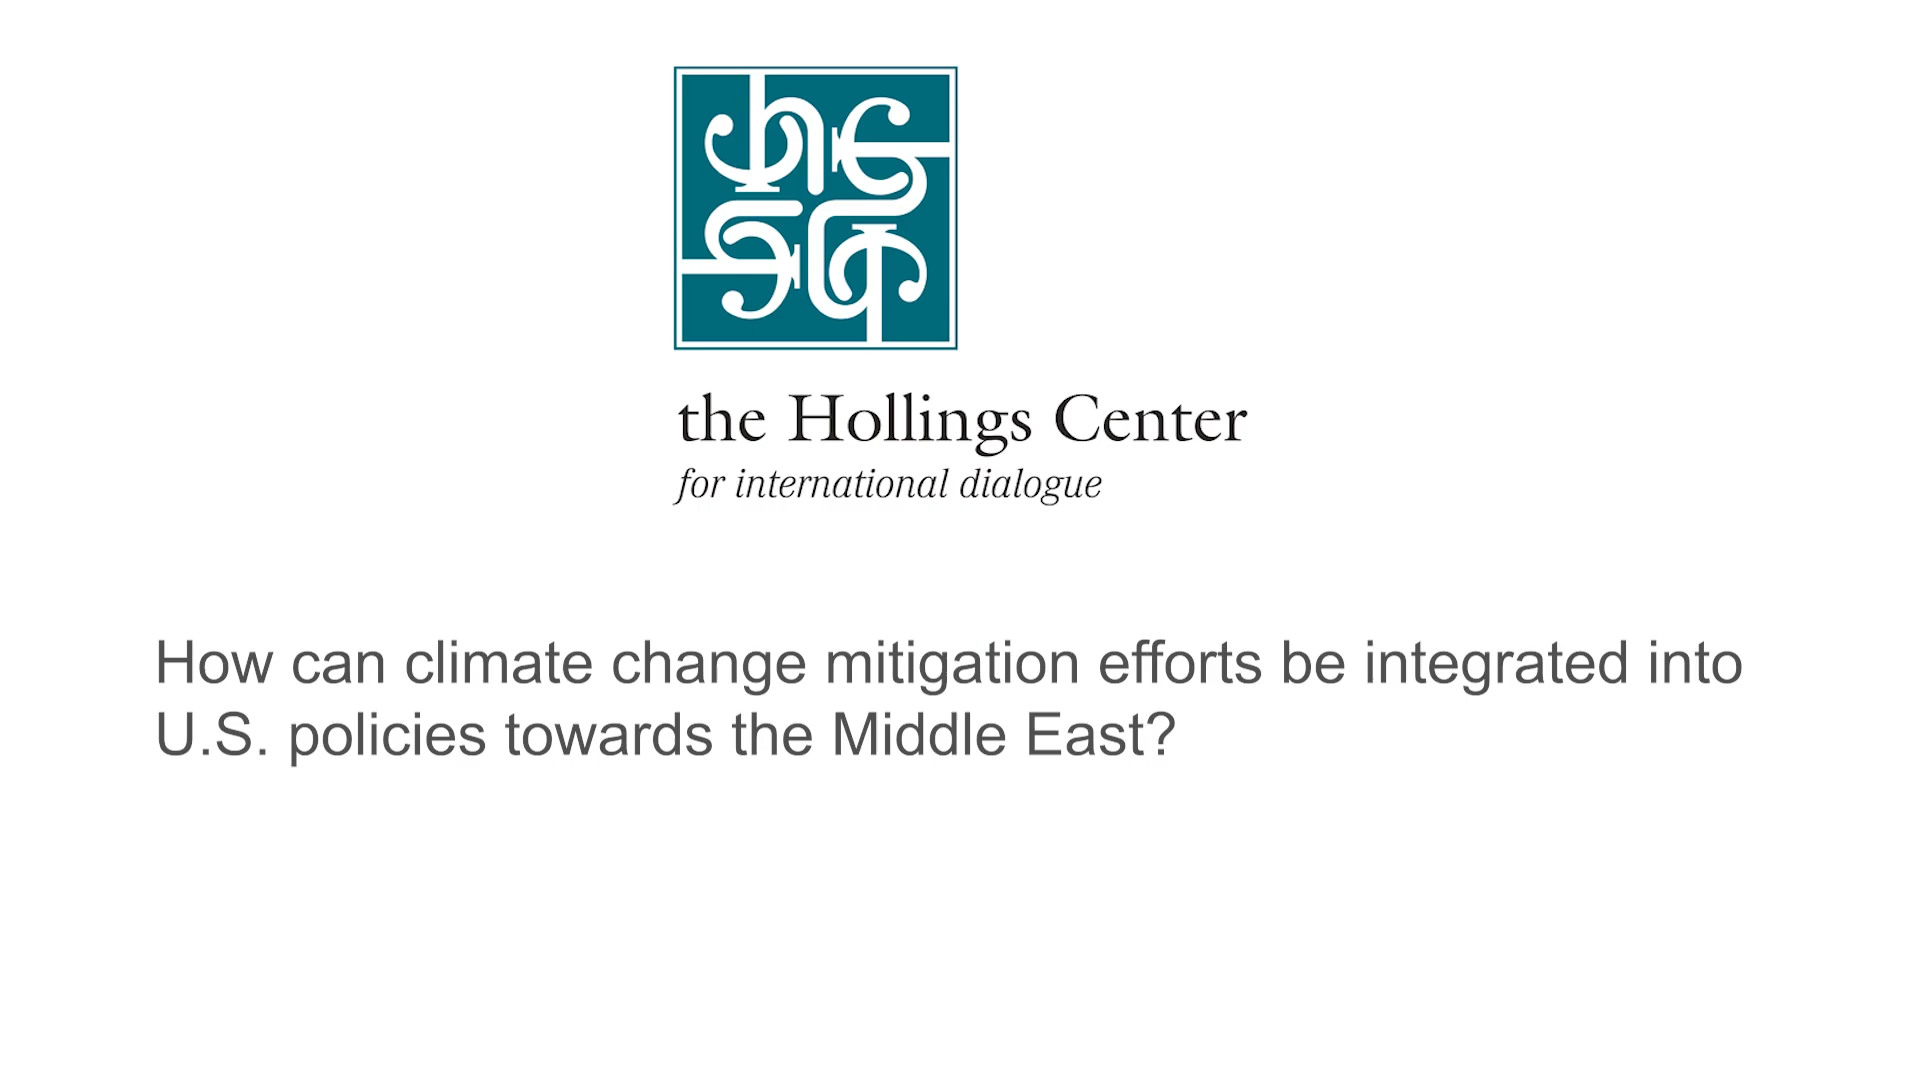 the Hollings Center
for international dialogue
How can climate change mitigation efforts be integrated into
U.S. policies towards the Middle East?